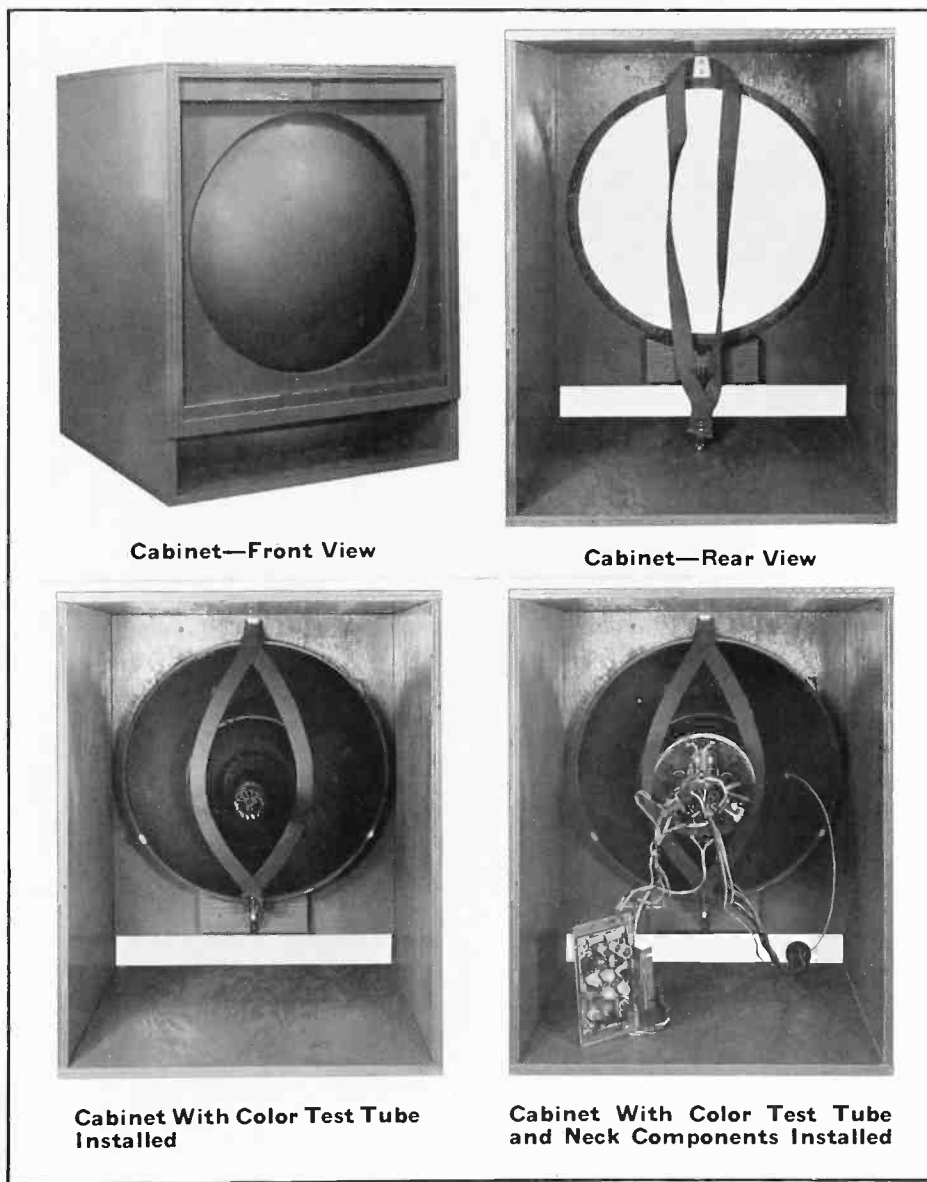 Cabinet—Front View
Cabinet—Rear View
Cabinet With Color Test Tube
Installed
Cabinet With Color Test Tube
and Neck Components Installed